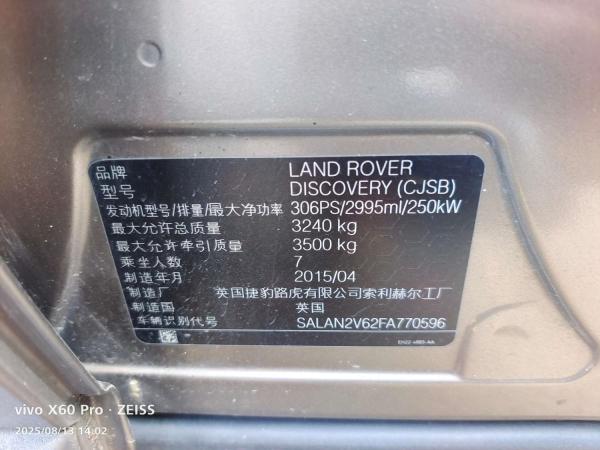 品牌 LAND ROVER
型号 DISCOVERY (CJSB)
发动机型号/排量/最大净功率 306PS/2995ml/250kW
最大允许总质量 3240 kg
最大允许牵引质量 3500 kg
乘坐人数 7
制造年月 2015/04
制造厂 英国捷豹路虎有限公司索利赫尔工厂
制造国 英国
车辆识别代号 SALAN2V62FA770596
vivo X60 Pro · ZEISS
2025/08/13 14:02